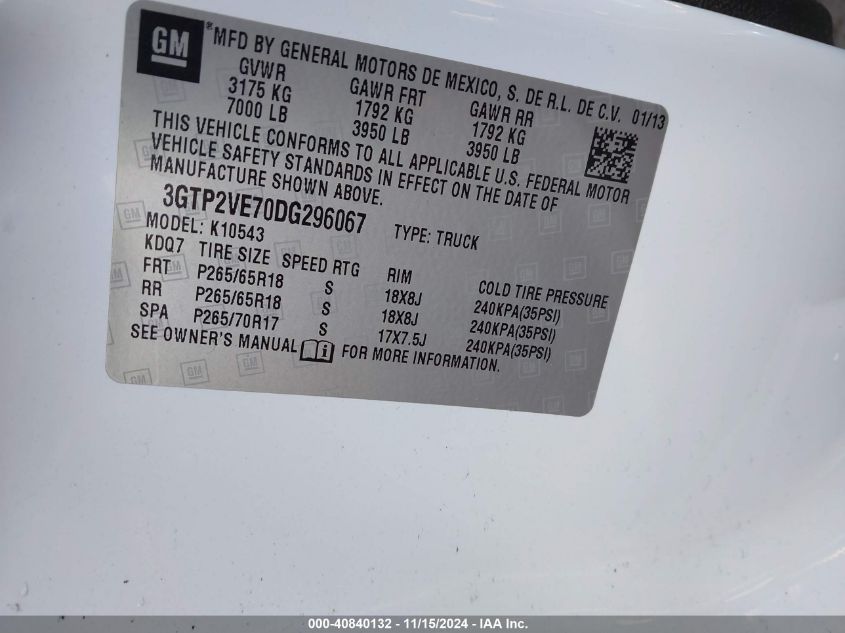 GM
MFD BY GENERAL MOTORS DE MEXICO, S. DE R.L. DE C.V. 01/13
GVWR GAWR FRT GAWR RR
3175 KG 1792 KG 1792 KG
7000 LB 3950 LB 3950 LB
THIS VEHICLE CONFORMS TO ALL APPLICABLE U.S. FEDERAL MOTOR
VEHICLE SAFETY STANDARDS IN EFFECT ON THE DATE OF
MANUFACTURE SHOWN ABOVE.
3GTP2VE70DG296067 TYPE: TRUCK
MODEL: K10543
KDQ7 TIRE SIZE SPEED RTG RIM COLD TIRE PRESSURE
FRT P265/65R18 S 18X8J 240KPA(35PSI)
RR P265/65R18 S 18X8J 240KPA(35PSI)
SPA P265/70R17 S 17X7.5J 240KPA(35PSI)
SEE OWNER'S MANUAL FOR MORE INFORMATION.
000-40840132 - 11/15/2024 - IAA Inc.